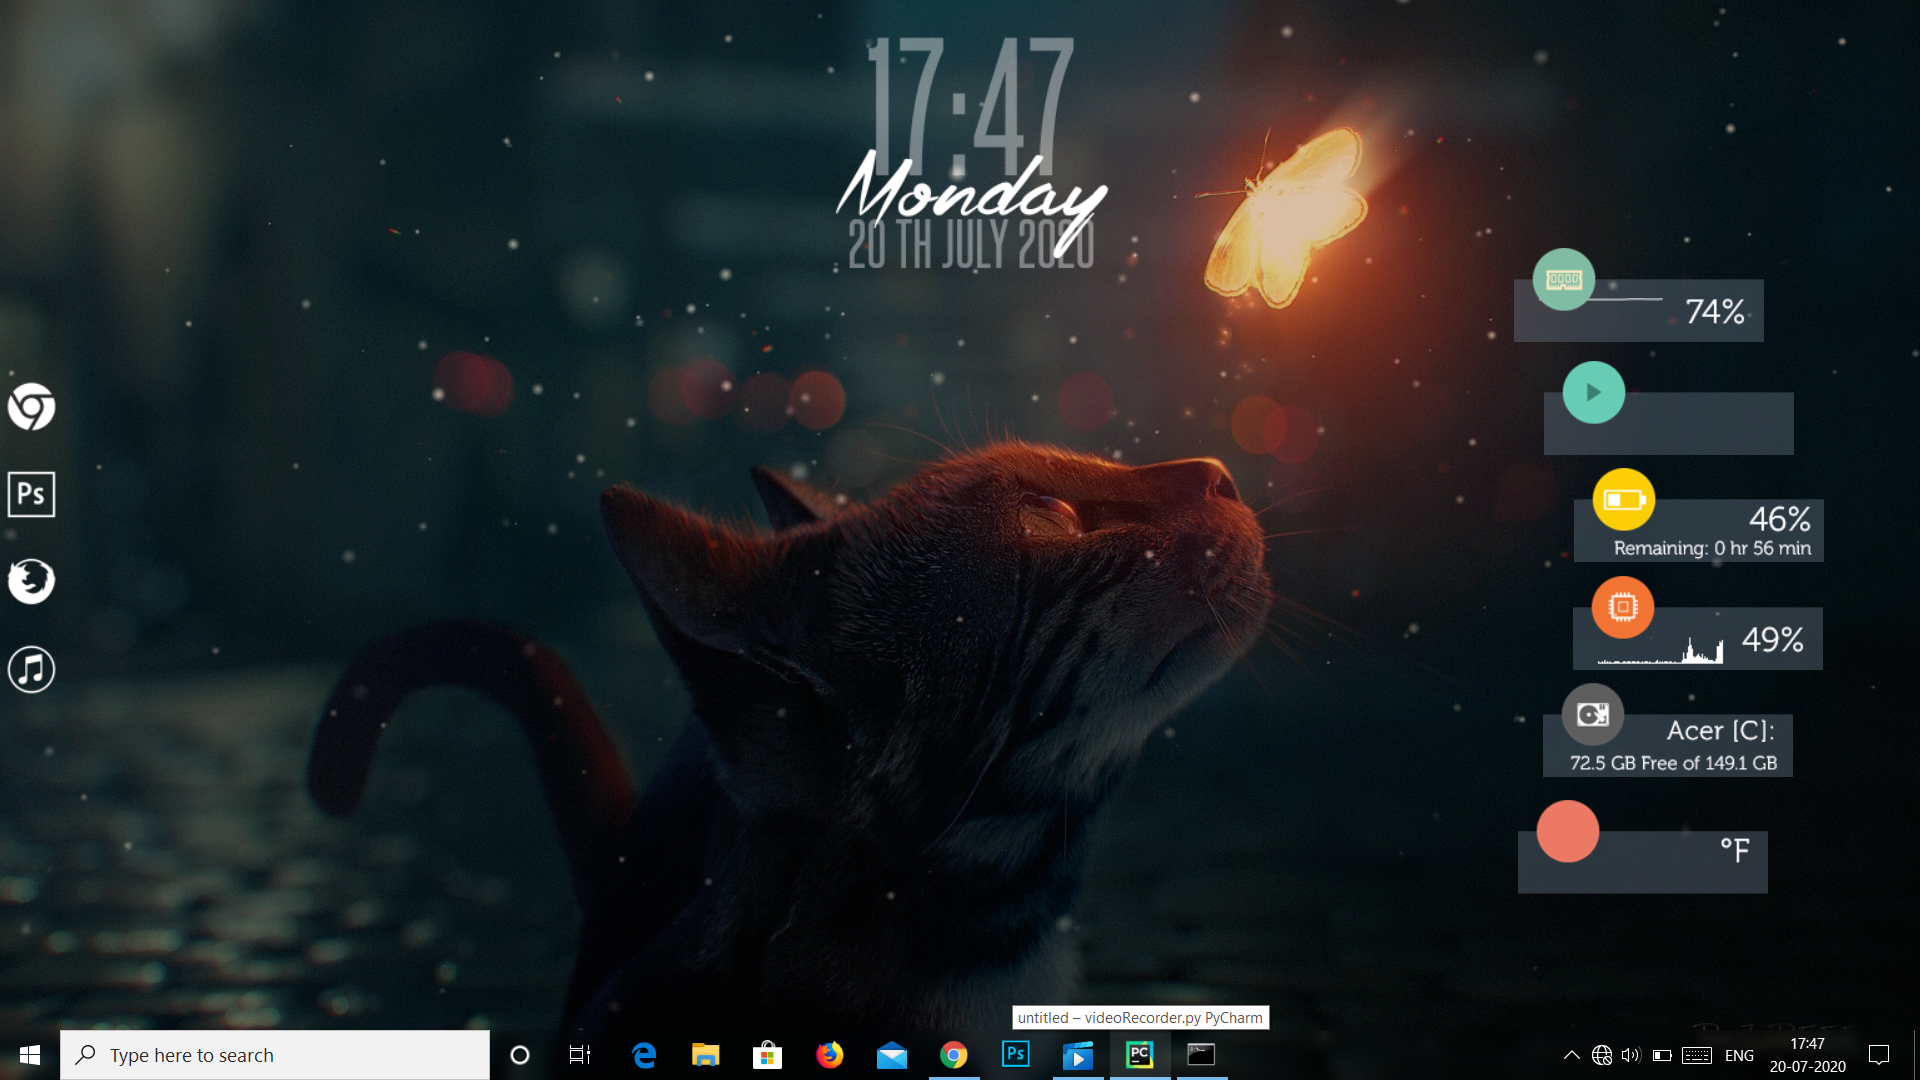 17:47
Monday
20 TH JULY 2020
74%
Ps
46%
Remaining: 0 hr 56 min
49%
Acer [C]:
72.5 GB Free of 149.1 GB
°F
untitled – videoRecorder.py PyCharm
Type here to search
Ps
PC
ENG
17:47
20-07-2020